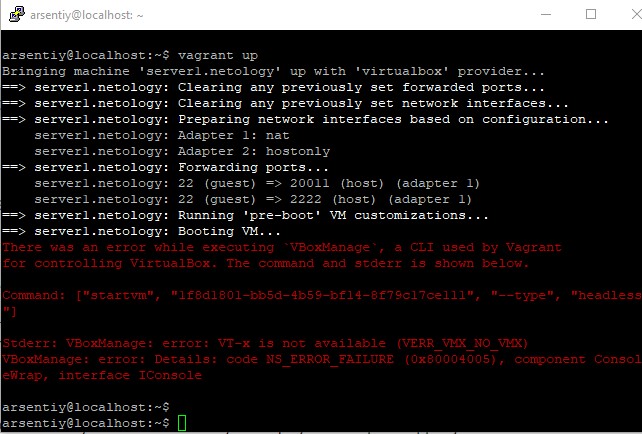 arsentiy@localhost: ~
arsentiy@localhost:~$ vagrant up
Bringing machine 'server1.netology' up with 'virtualbox' provider...
==> server1.netology: Clearing any previously set forwarded ports...
==> server1.netology: Clearing any previously set network interfaces...
==> server1.netology: Preparing network interfaces based on configuration...
    server1.netology: Adapter 1: nat
    server1.netology: Adapter 2: hostonly
==> server1.netology: Forwarding ports...
    server1.netology: 22 (guest) => 20011 (host) (adapter 1)
    server1.netology: 22 (guest) => 2222 (host) (adapter 1)
==> server1.netology: Running 'pre-boot' VM customizations...
==> server1.netology: Booting VM...
There was an error while executing `VBoxManage`, a CLI used by Vagrant
for controlling VirtualBox. The command and stderr is shown below.
Command: ["startvm", "1f8d1801-bb5d-4b59-bf14-8f79c17ce111", "--type", "headless
"]
Stderr: VBoxManage: error: VT-x is not available (VERR_VMX_NO_VMX)
VBoxManage: error: Details: code NS_ERROR_FAILURE (0x80004005), component Consol
eWrap, interface IConsole
arsentiy@localhost:~$
arsentiy@localhost:~$